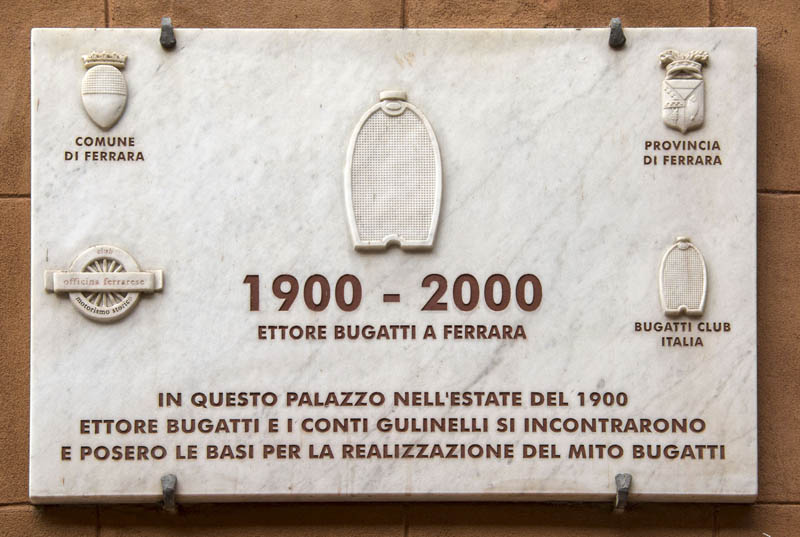 COMUNE
DI FERRARA
PROVINCIA
DI FERRARA
club
officina ferrarese
motorismo storico
1900 - 2000
ETTORE BUGATTI A FERRARA
BUGATTI CLUB
ITALIA
IN QUESTO PALAZZO NELL'ESTATE DEL 1900
ETTORE BUGATTI E I CONTI GULINELLI SI INCONTRARONO
E POSERO LE BASI PER LA REALIZZAZIONE DEL MITO BUGATTI